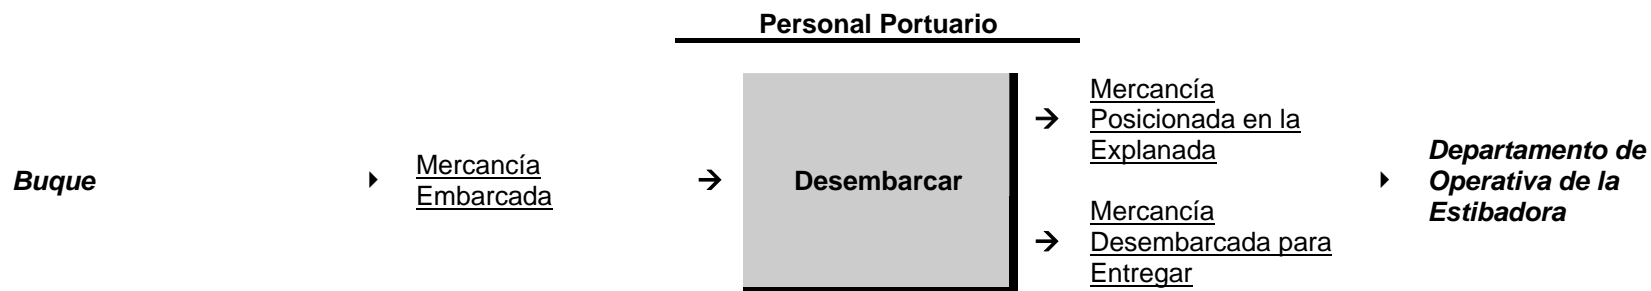 Personal Portuario
Buque
Mercancía
Embarcada
Desembarcar
Mercancía
Posicionada en la
Explanada
Mercancía
Desembarcada para
Entregar
Departamento de
Operativa de la
Estibadora